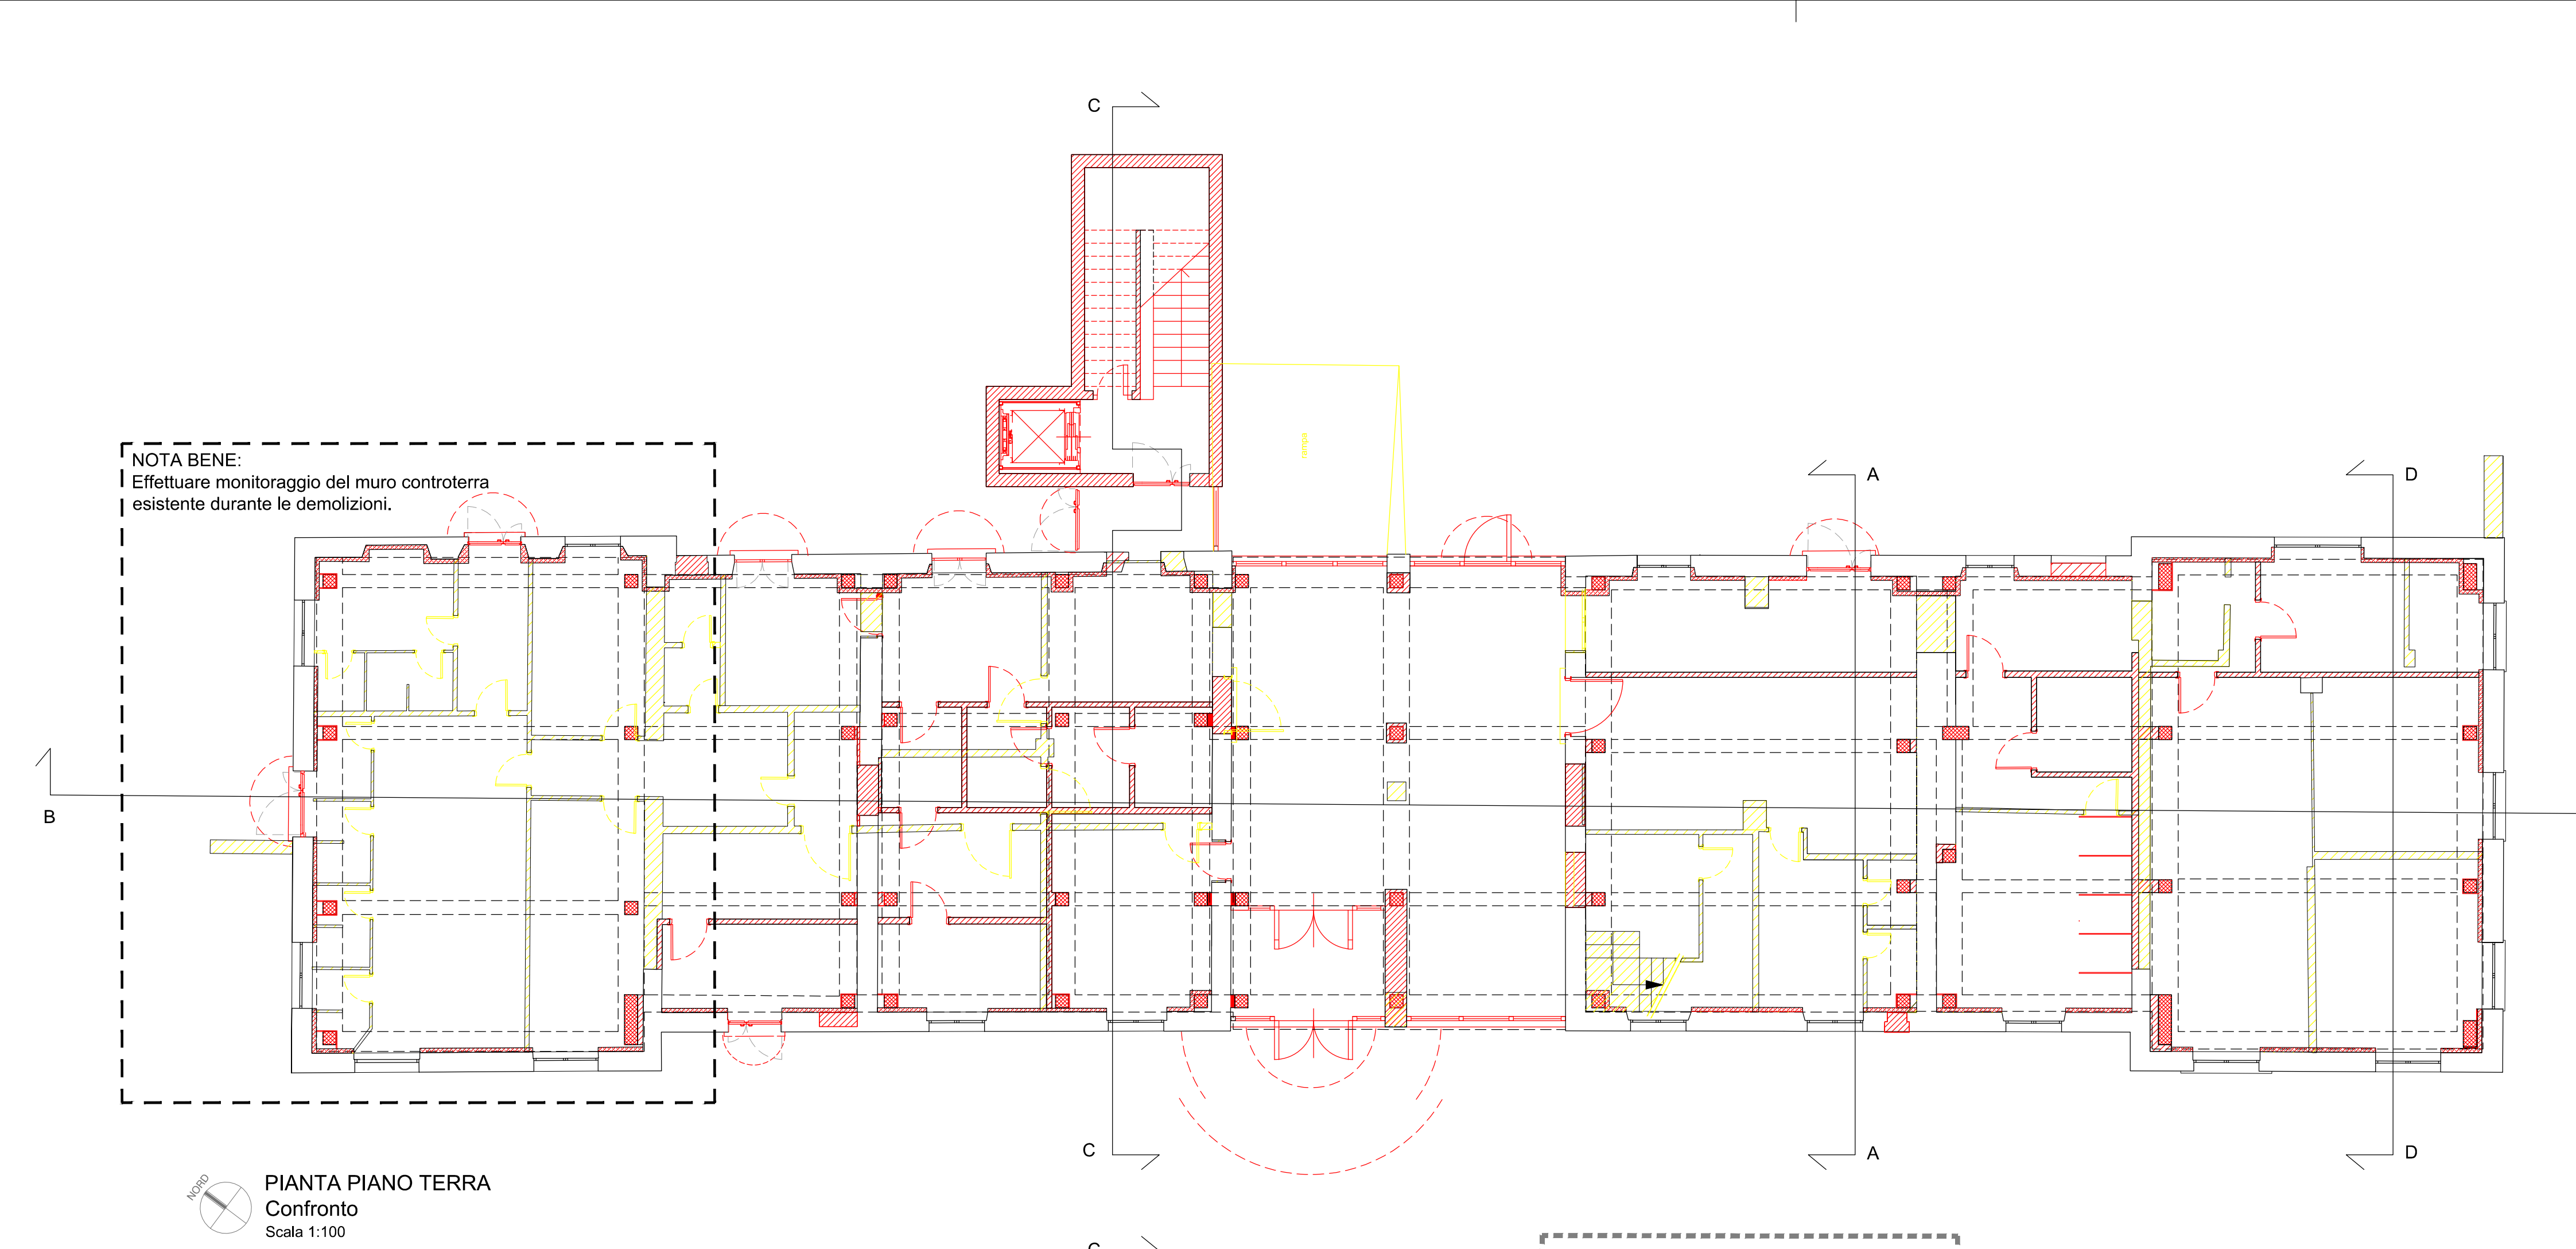 C
NOTA BENE:
Effettuare monitoraggio del muro controterra
esistente durante le demolizioni.
A
D
B
C
A
D
NORD
PIANTA PIANO TERRA
Confronto
Scala 1:100
C